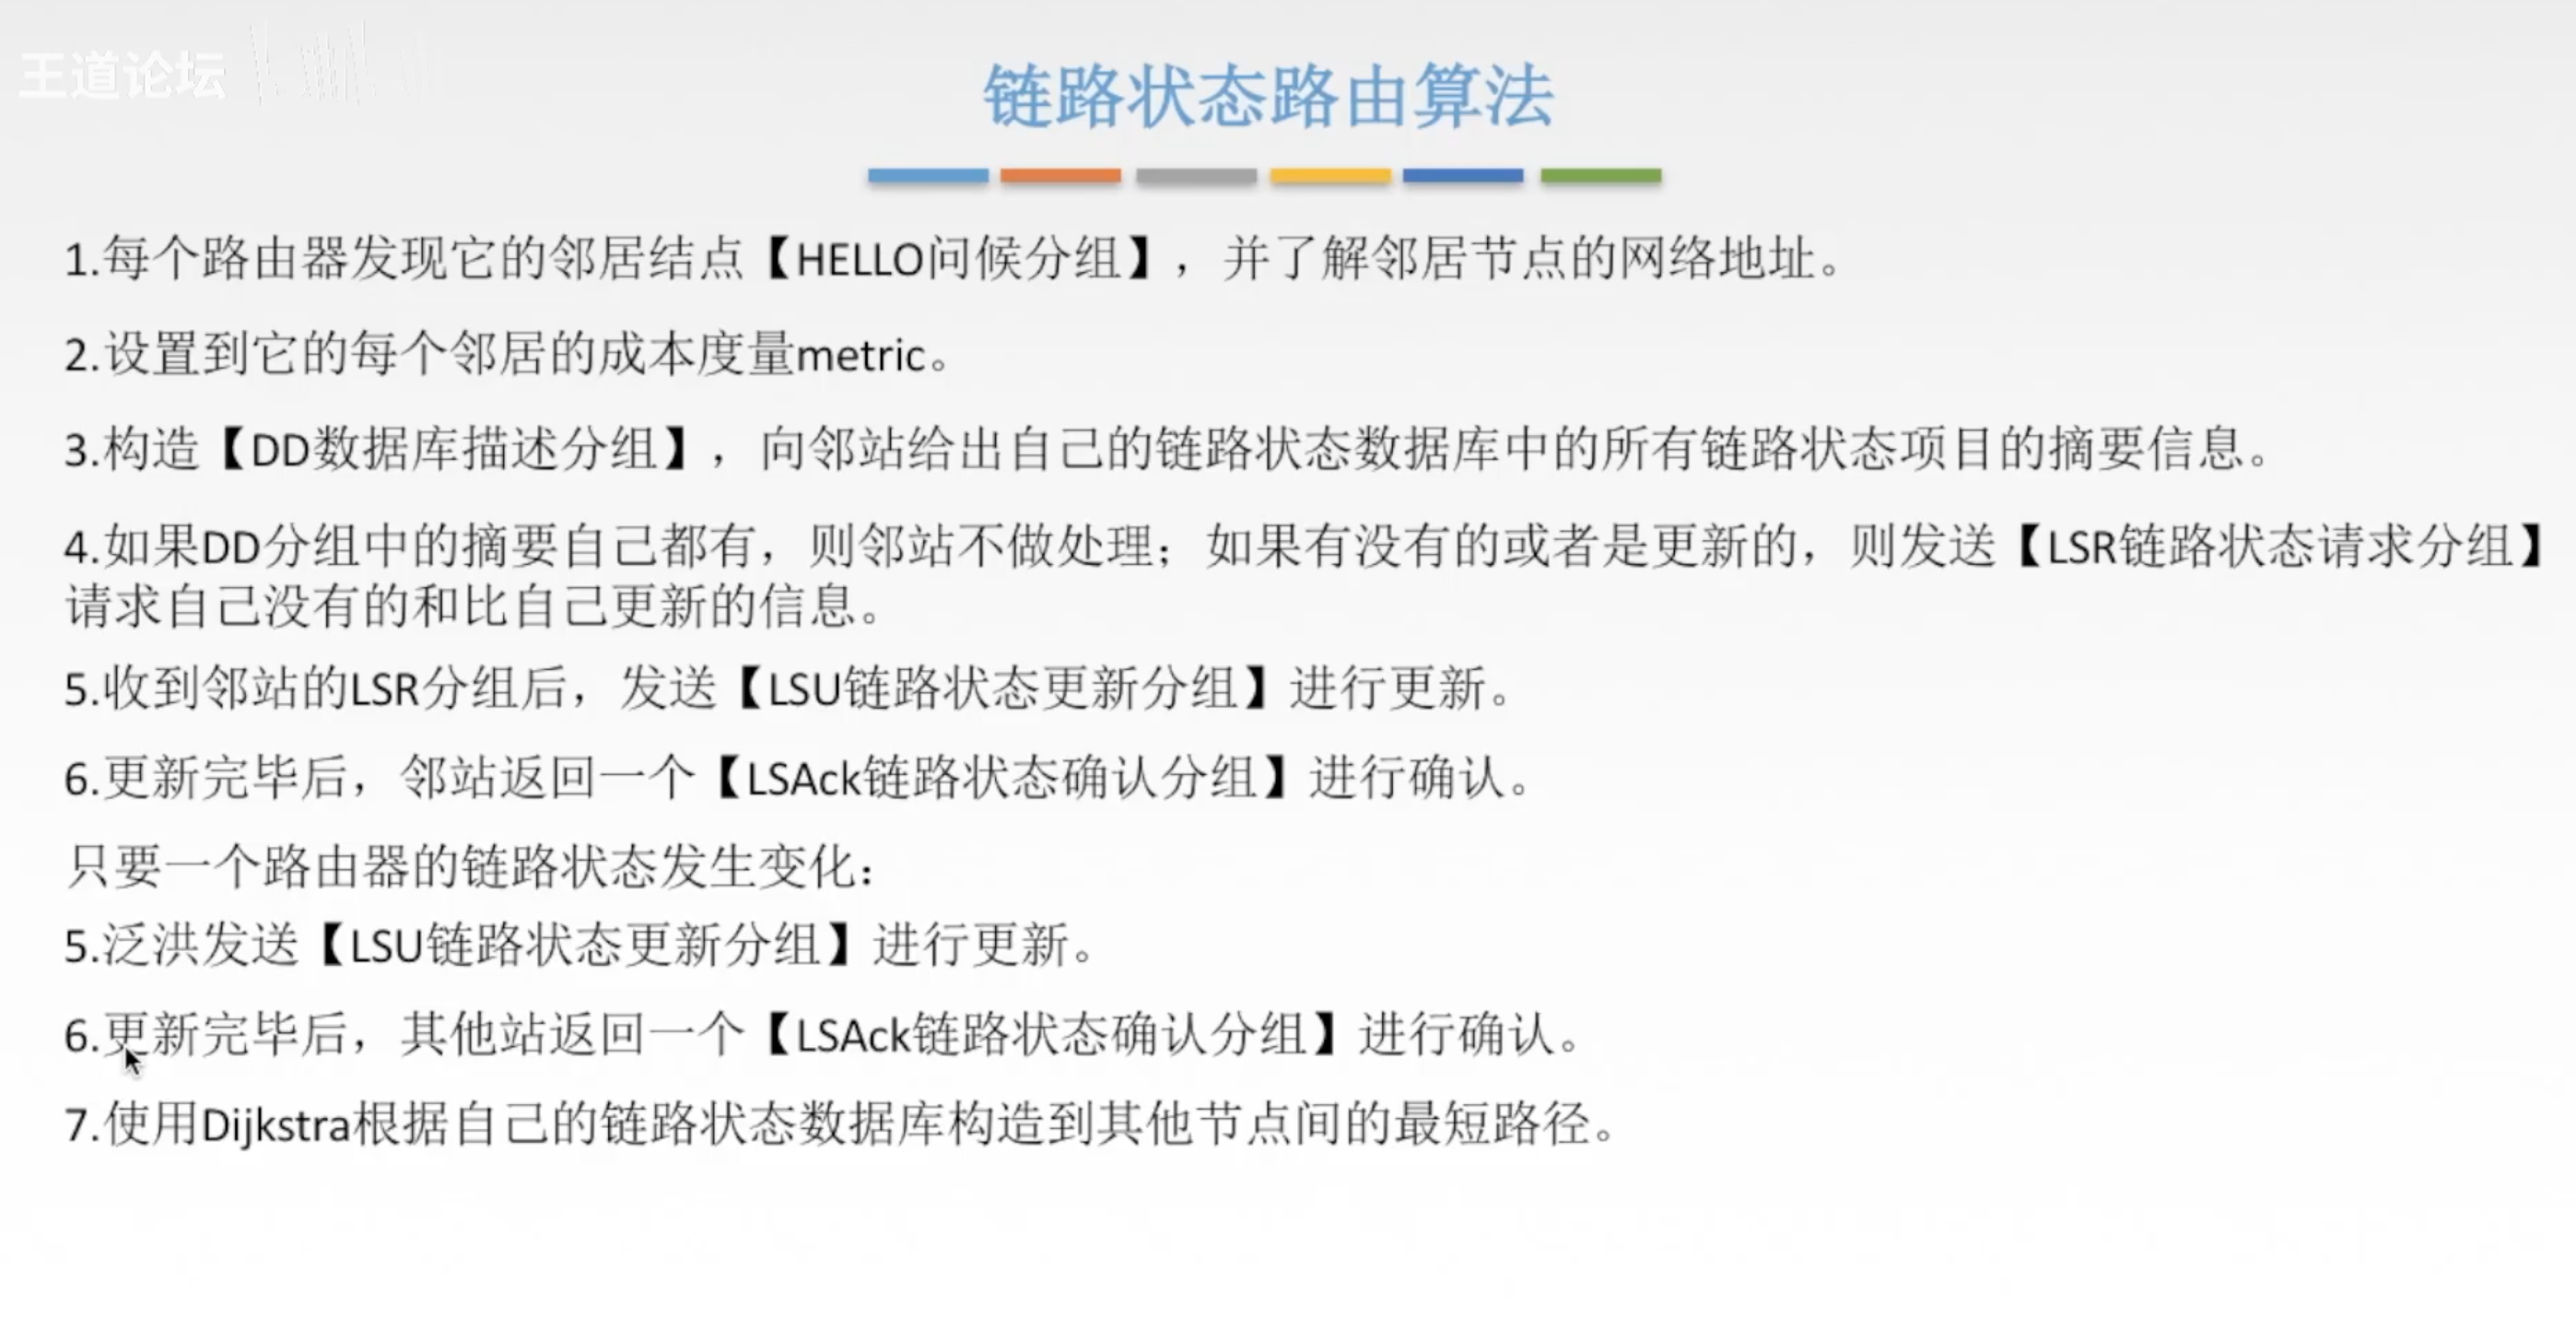 王道论坛
链路状态路由算法
1.每个路由器发现它的邻居结点【HELLO问候分组】，并了解邻居节点的网络地址。
2.设置到它的每个邻居的成本度量metric。
3.构造【DD数据库描述分组】，向邻站给出自己的链路状态数据库中的所有链路状态项目的摘要信息。
4.如果DD分组中的摘要自己都有，则邻站不做处理；如果有没有的或者是更新的，则发送【LSR链路状态请求分组】
请求自己没有的和比自己更新的信息。
5.收到邻站的LSR分组后，发送【LSU链路状态更新分组】进行更新。
6.更新完毕后，邻站返回一个【LSAck链路状态确认分组】进行确认。
只要一个路由器的链路状态发生变化：
5.泛洪发送【LSU链路状态更新分组】进行更新。
6.更新完毕后，其他站返回一个【LSAck链路状态确认分组】进行确认。
7.使用Dijkstra根据自己的链路状态数据库构造到其他节点间的最短路径。